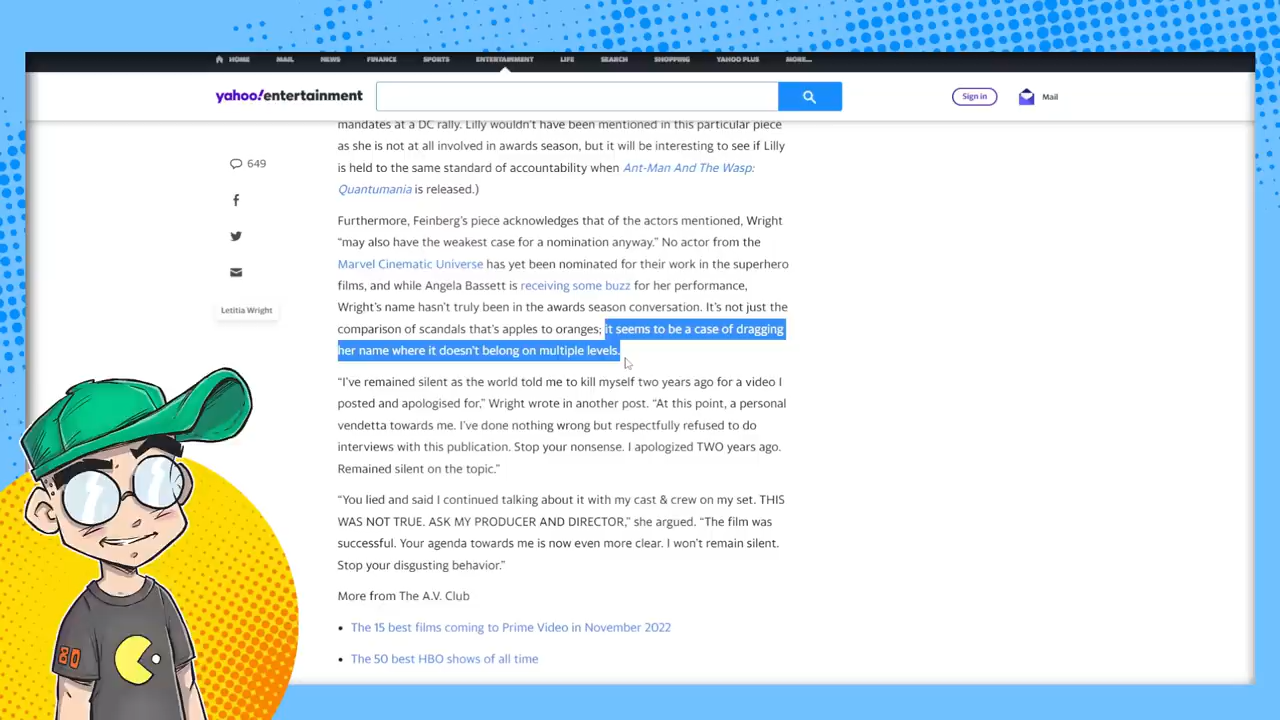 HOME MAIL NEWS FINANCE SPORTS ENTERTAINMENT LIFE SEARCH SHOPPING YAHOO PLUS MORE...
yahoo!entertainment
Sign in
Mail
mandates at a DC rally. Lilly wouldn't have been mentioned in this particular piece
as she is not at all involved in awards season, but it will be interesting to see if Lilly
is held to the same standard of accountability when Ant-Man And The Wasp:
Quantumania is released.)
649
Furthermore, Feinberg's piece acknowledges that of the actors mentioned, Wright
“may also have the weakest case for a nomination anyway.” No actor from the
Marvel Cinematic Universe has yet been nominated for their work in the superhero
films, and while Angela Bassett is receiving some buzz for her performance,
Wright's name hasn't truly been in the awards season conversation. It's not just the
comparison of scandals that's apples to oranges; it seems to be a case of dragging
her name where it doesn't belong on multiple levels.
Letitia Wright
“I've remained silent as the world told me to kill myself two years ago for a video I
posted and apologised for,” Wright wrote in another post. “At this point, a personal
vendetta towards me. I've done nothing wrong but respectfully refused to do
interviews with this publication. Stop your nonsense. I apologized TWO years ago.
Remained silent on the topic.”
“You lied and said I continued talking about it with my cast & crew on my set. THIS
WAS NOT TRUE. ASK MY PRODUCER AND DIRECTOR,” she argued. “The film was
successful. Your agenda towards me is now even more clear. I won't remain silent.
Stop your disgusting behavior.”
More from The A.V. Club
• The 15 best films coming to Prime Video in November 2022
• The 50 best HBO shows of all time
80